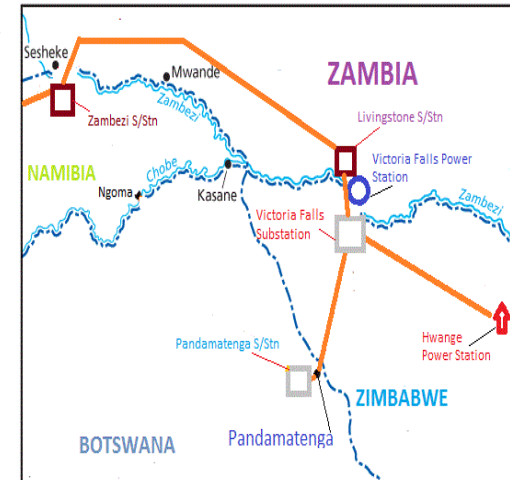 Sesheke
Mwande
ZAMBIA
Zambezi S/Stn
Zambezi
Livingstone S/Stn
NAMIBIA
Chobe
Victoria Falls Power
Station
Ngoma
Kasane
Zambezi
Victoria Falls
Substation
Pandamatenga S/Stn
Hwange
Power Station
ZIMBABWE
BOTSWANA
Pandamatenga